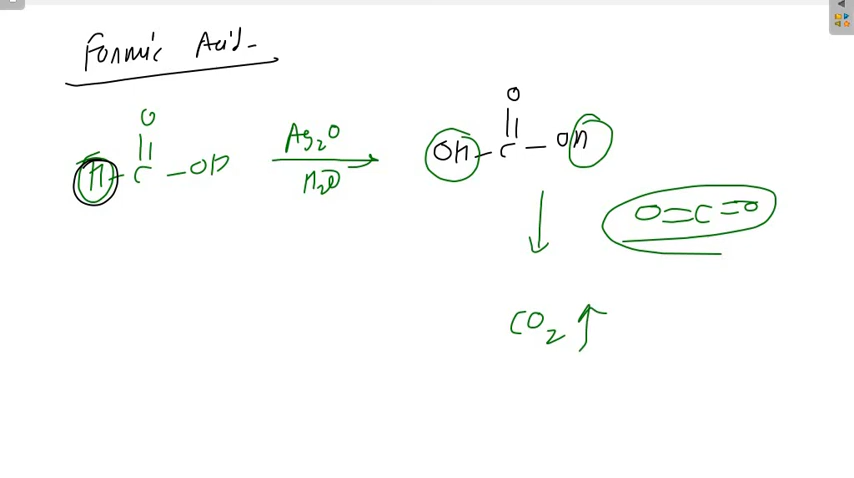 Formic Acid-
O
H-C-OH
Ag2O
H2O
O
OH-C-OH
O=C=O
CO2↑